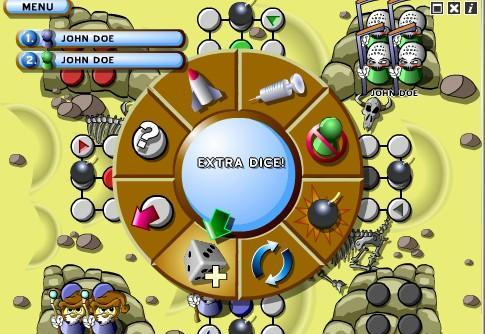 MENU
1. JOHN DOE
2. JOHN DOE
JOHN DOE
EXTRA DICE!